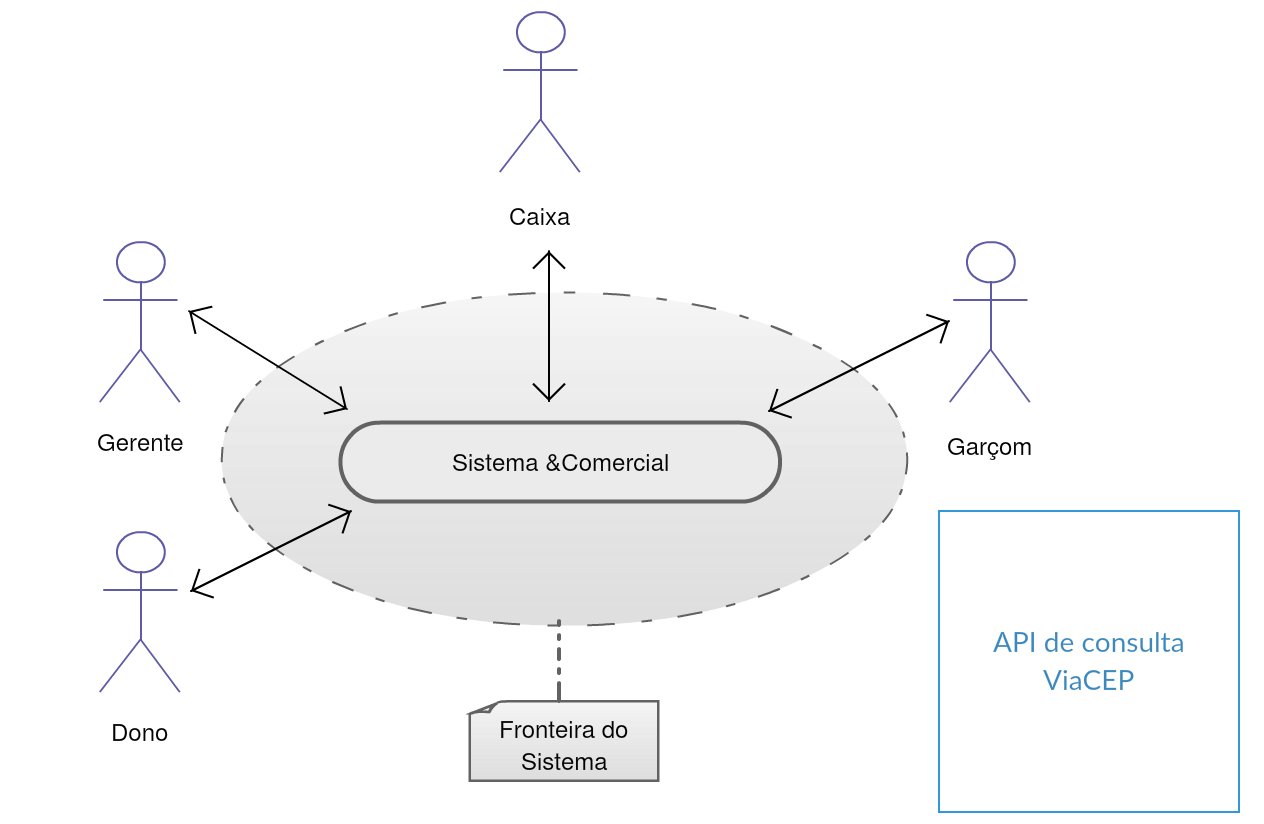 Caixa
Gerente
Garçom
Sistema &Comercial
Dono
API de consulta
ViaCEP
Fronteira do
Sistema